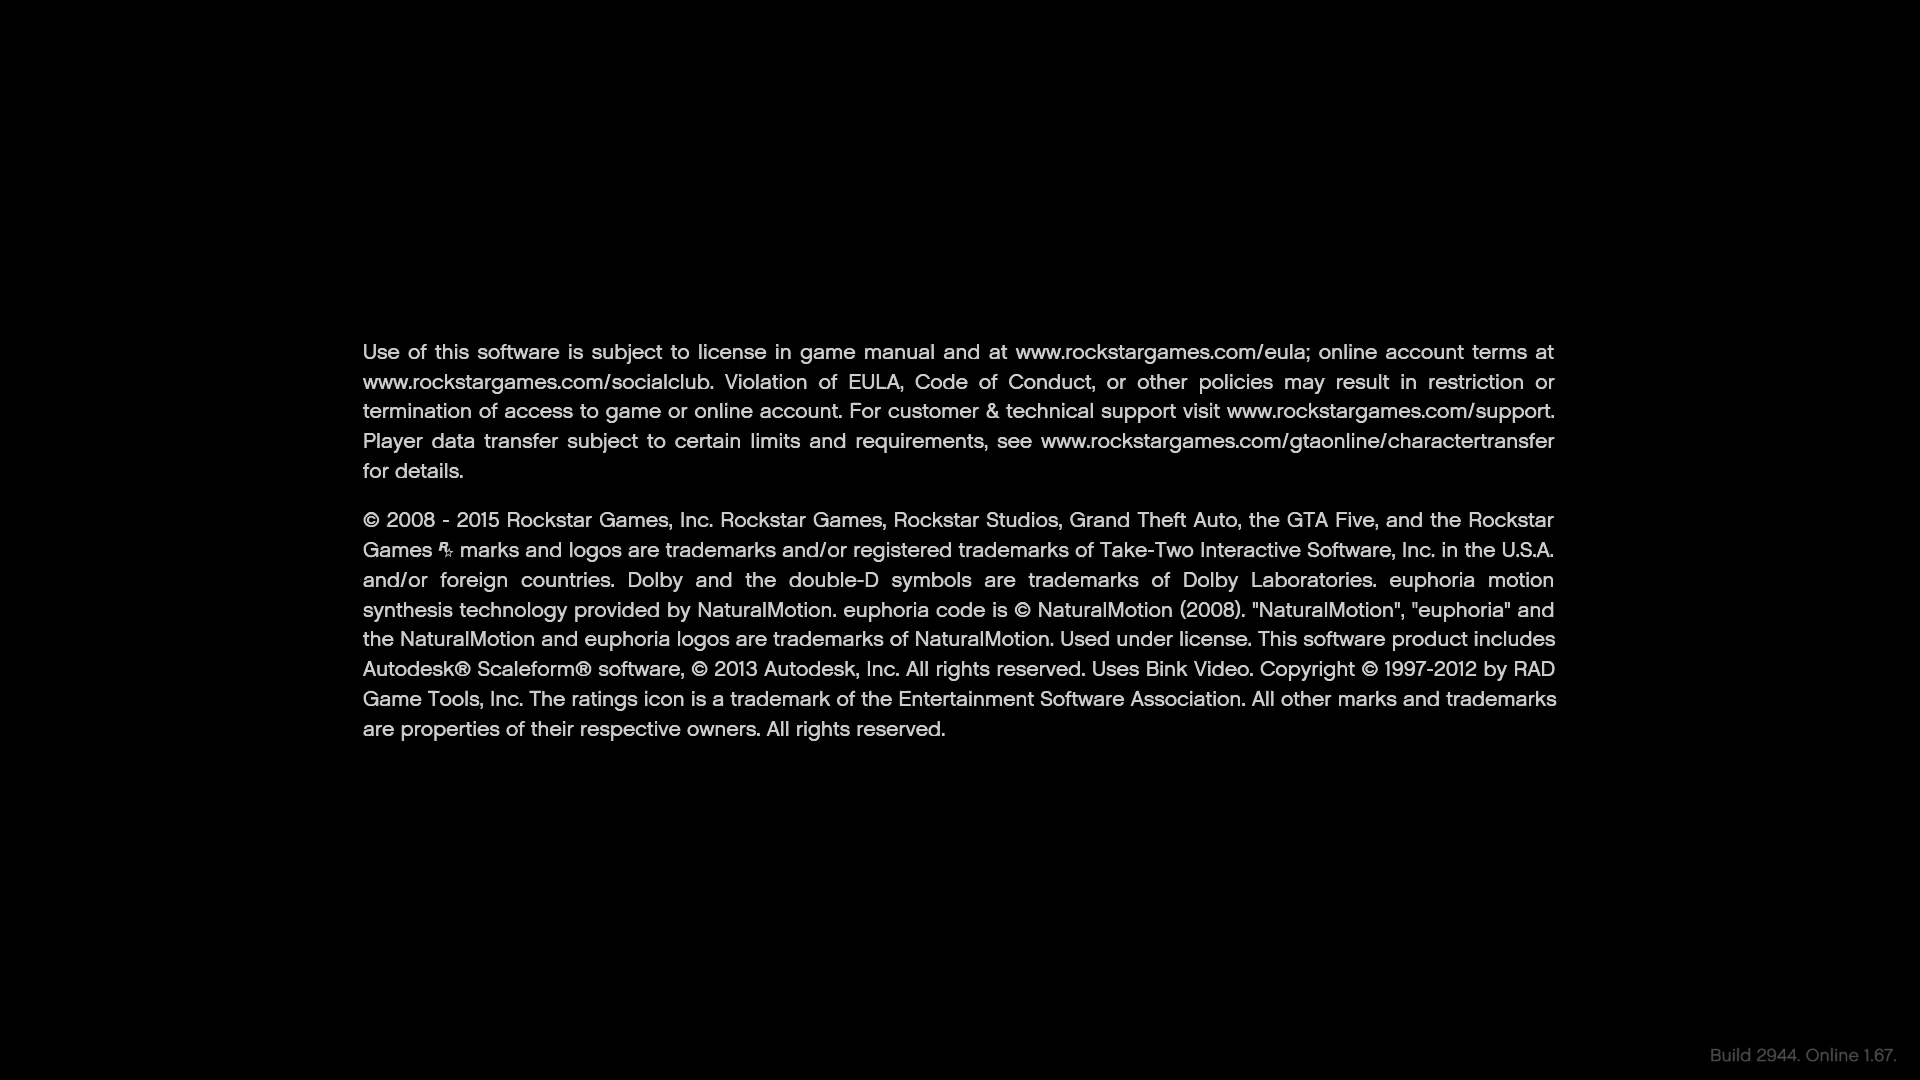 Use of this software is subject to license in game manual and at www.rockstargames.com/eula; online account terms at
www.rockstargames.com/socialclub. Violation of EULA, Code of Conduct, or other policies may result in restriction or
termination of access to game or online account. For customer & technical support visit www.rockstargames.com/support.
Player data transfer subject to certain limits and requirements, see www.rockstargames.com/gtaonline/charactertransfer
for details.
© 2008 - 2015 Rockstar Games, Inc. Rockstar Games, Rockstar Studios, Grand Theft Auto, the GTA Five, and the Rockstar
Games R* marks and logos are trademarks and/or registered trademarks of Take-Two Interactive Software, Inc. in the U.S.A.
and/or foreign countries. Dolby and the double-D symbols are trademarks of Dolby Laboratories. euphoria motion
synthesis technology provided by NaturalMotion. euphoria code is © NaturalMotion (2008). "NaturalMotion", "euphoria" and
the NaturalMotion and euphoria logos are trademarks of NaturalMotion. Used under license. This software product includes
Autodesk® Scaleform® software, © 2013 Autodesk, Inc. All rights reserved. Uses Bink Video. Copyright © 1997-2012 by RAD
Game Tools, Inc. The ratings icon is a trademark of the Entertainment Software Association. All other marks and trademarks
are properties of their respective owners. All rights reserved.
Build 2944. Online 1.67.